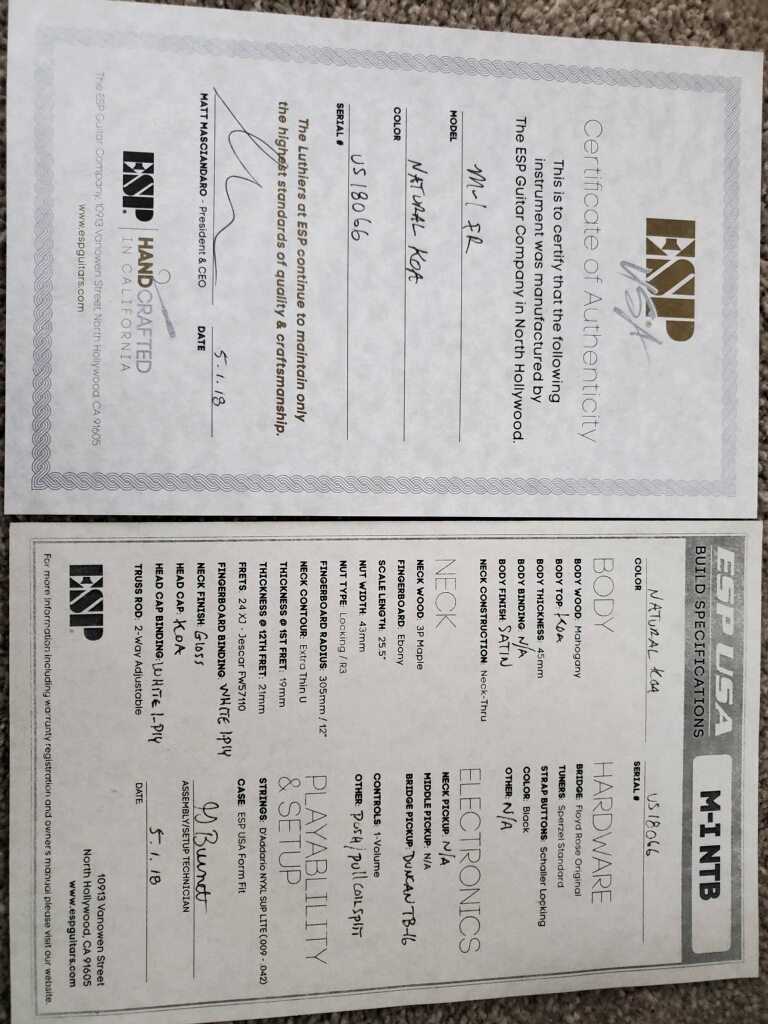 ESP
USA
Certificate of Authenticity
This is to certify that the following
instrument was manufactured by
The ESP Guitar Company in North Hollywood.
MODEL M-1 FR
COLOR NATURAL KOA
SERIAL # US18066
The Luthiers at ESP continue to maintain only
the highest standards of quality & craftsmanship.
MATT MASCIANDARO - President & CEO
DATE 5.1.18
ESP. HANDCRAFTED
IN CALIFORNIA
The ESP Guitar Company, 10913 Vanowen Street, North Hollywood, CA 91605
www.espguitars.com
ESP USA
BUILD SPECIFICATIONS
M-I NTB
COLOR NATURAL KOA
SERIAL # US18066
BODY
BODY WOOD: Mahogany
BODY TOP: KOA
BODY THICKNESS: 45mm
BODY BINDING: N/A
BODY FINISH: SATIN
NECK CONSTRUCTION: Neck-Thru
NECK
NECK WOOD: 3P Maple
FINGERBOARD: Ebony
SCALE LENGTH: 25.5"
NUT WIDTH: 43mm
NUT TYPE: Locking / R3
FINGERBOARD RADIUS: 305mm / 12"
NECK CONTOUR: Extra Thin U
THICKNESS @ 1ST FRET: 19mm
THICKNESS @ 12TH FRET: 21mm
FRETS: 24 XJ - Jescar FW57110
FINGERBOARD BINDING: WHITE 1P14
NECK FINISH: GLOSS
HEAD CAP: KOA
HEAD CAP BINDING: WHITE 1-P14
TRUSS ROD: 2-Way Adjustable
HARDWARE
BRIDGE: Floyd Rose Original
TUNERS: Sperzel Standard
STRAP BUTTONS: Schaller Locking
COLOR: Black
OTHER: N/A
ELECTRONICS
NECK PICKUP: N/A
MIDDLE PICKUP: N/A
BRIDGE PICKUP: DUNCAN TB-16
CONTROLS: 1-Volume
OTHER: PUSH/PULL COIL SPLIT
PLAYABLILITY
& SETUP
STRINGS: D'Addario NYXL SUP LITE (.009 - .042)
CASE: ESP USA Form Fit
ASSEMBLY/SETUP TECHNICIAN
DATE 5.1.18
ESP.
10913 Vanowen Street
North Hollywood, CA 91605
www.espguitars.com
For more information including warranty registration and owner's manual please visit our website.